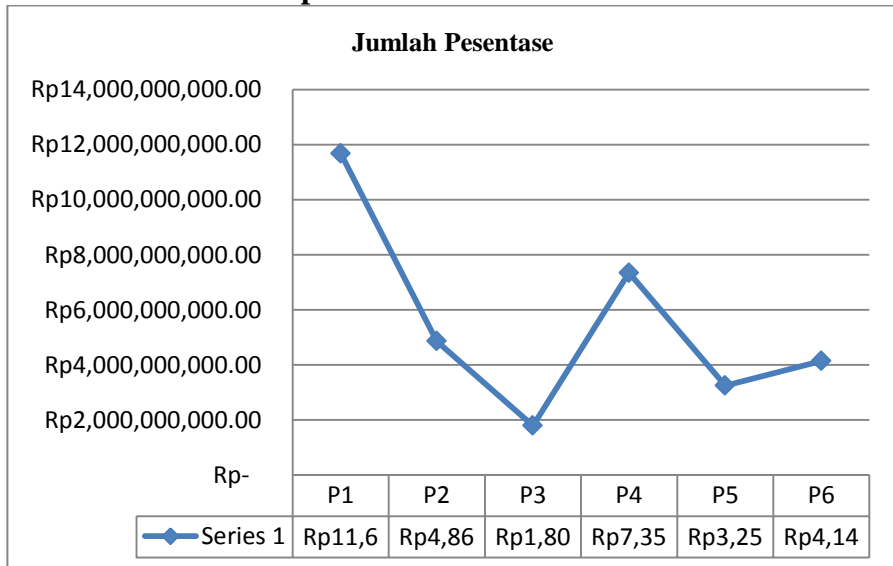 Jumlah Pesentase
Rp14,000,000,000.00
Rp12,000,000,000.00
Rp10,000,000,000.00
Rp8,000,000,000.00
Rp6,000,000,000.00
Rp4,000,000,000.00
Rp2,000,000,000.00
Rp-
P1 P2 P3 P4 P5 P6
Series 1 Rp11,6 Rp4,86 Rp1,80 Rp7,35 Rp3,25 Rp4,14